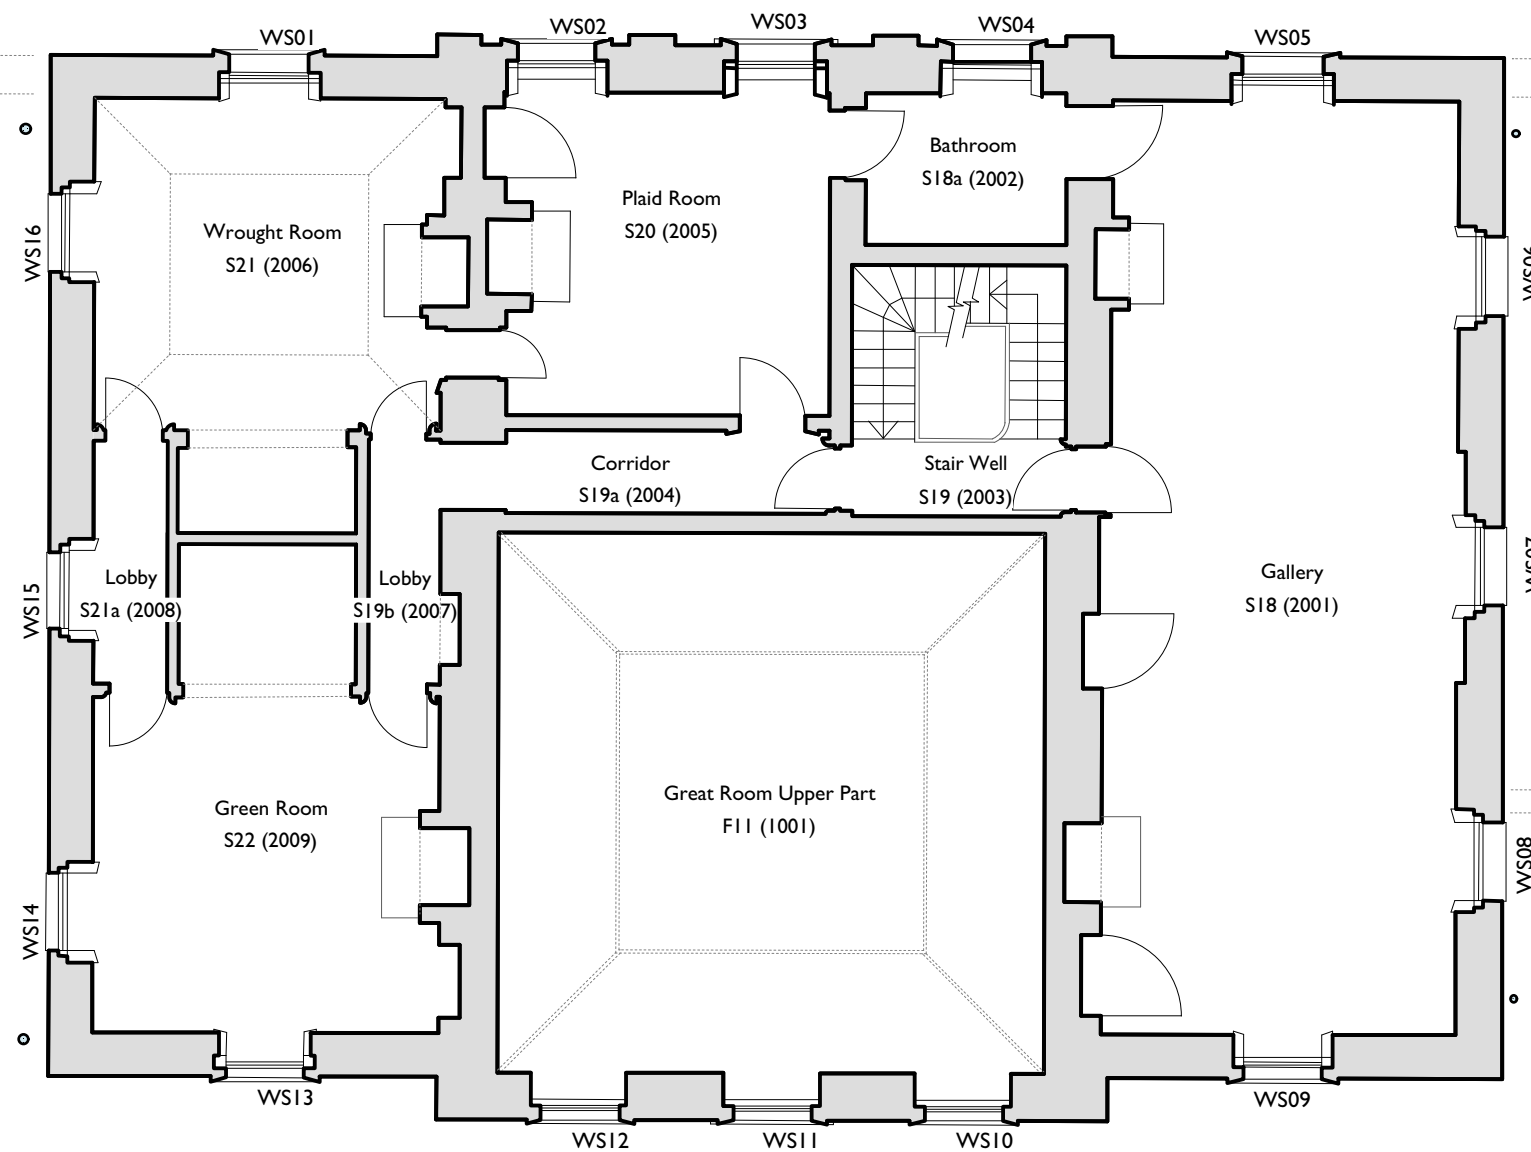 WS01
WS02
WS03
WS04
WS05
Bathroom
S18a (2002)
Plaid Room
S20 (2005)
Wrought Room
S21 (2006)
WS16
WS06
Corridor
S19a (2004)
Stair Well
S19 (2003)
Lobby
S21a (2008)
Lobby
S19b (2007)
WS15
Gallery
S18 (2001)
WS07
Green Room
S22 (2009)
Great Room Upper Part
F11 (1001)
WS08
WS14
WS13
WS12
WS11
WS10
WS09